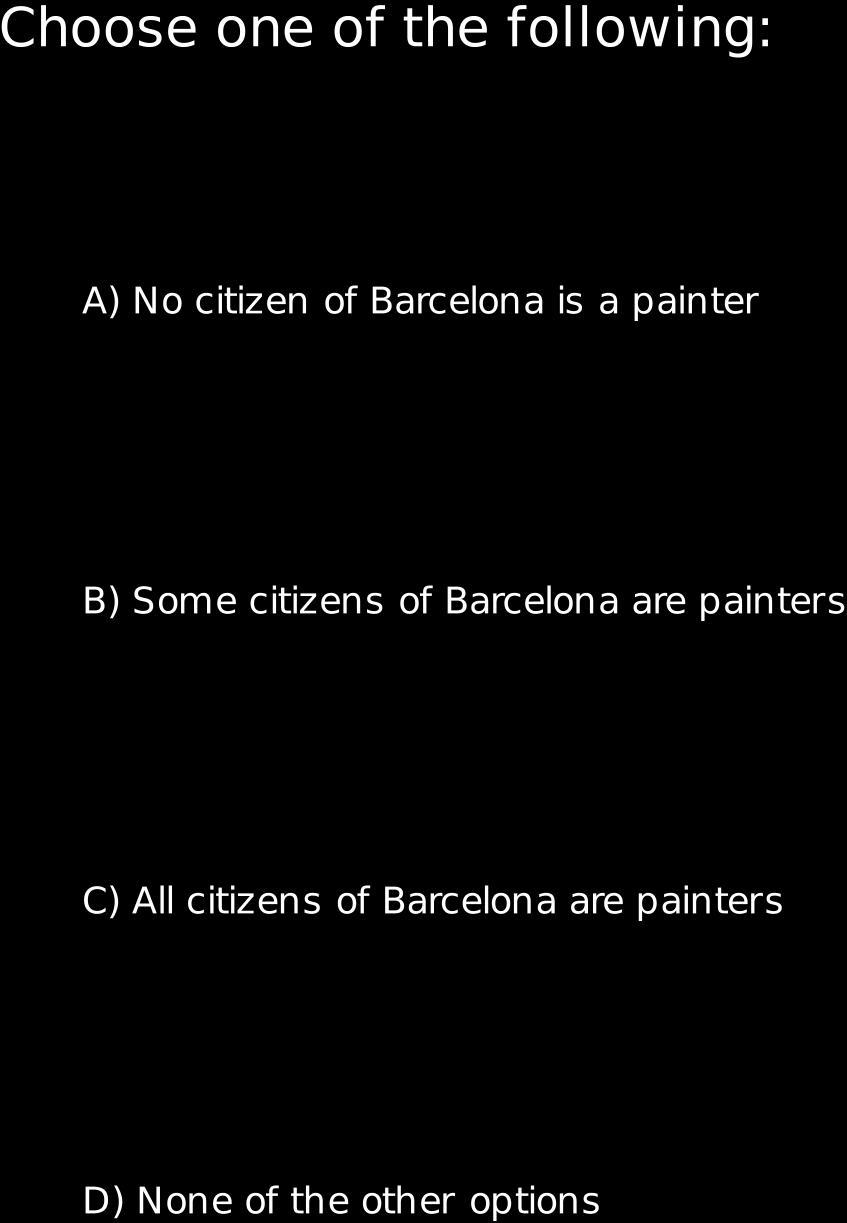 Choose one of the following:
A) No citizen of Barcelona is a painter
B) Some citizens of Barcelona are painters
C) All citizens of Barcelona are painters
D) None of the other options